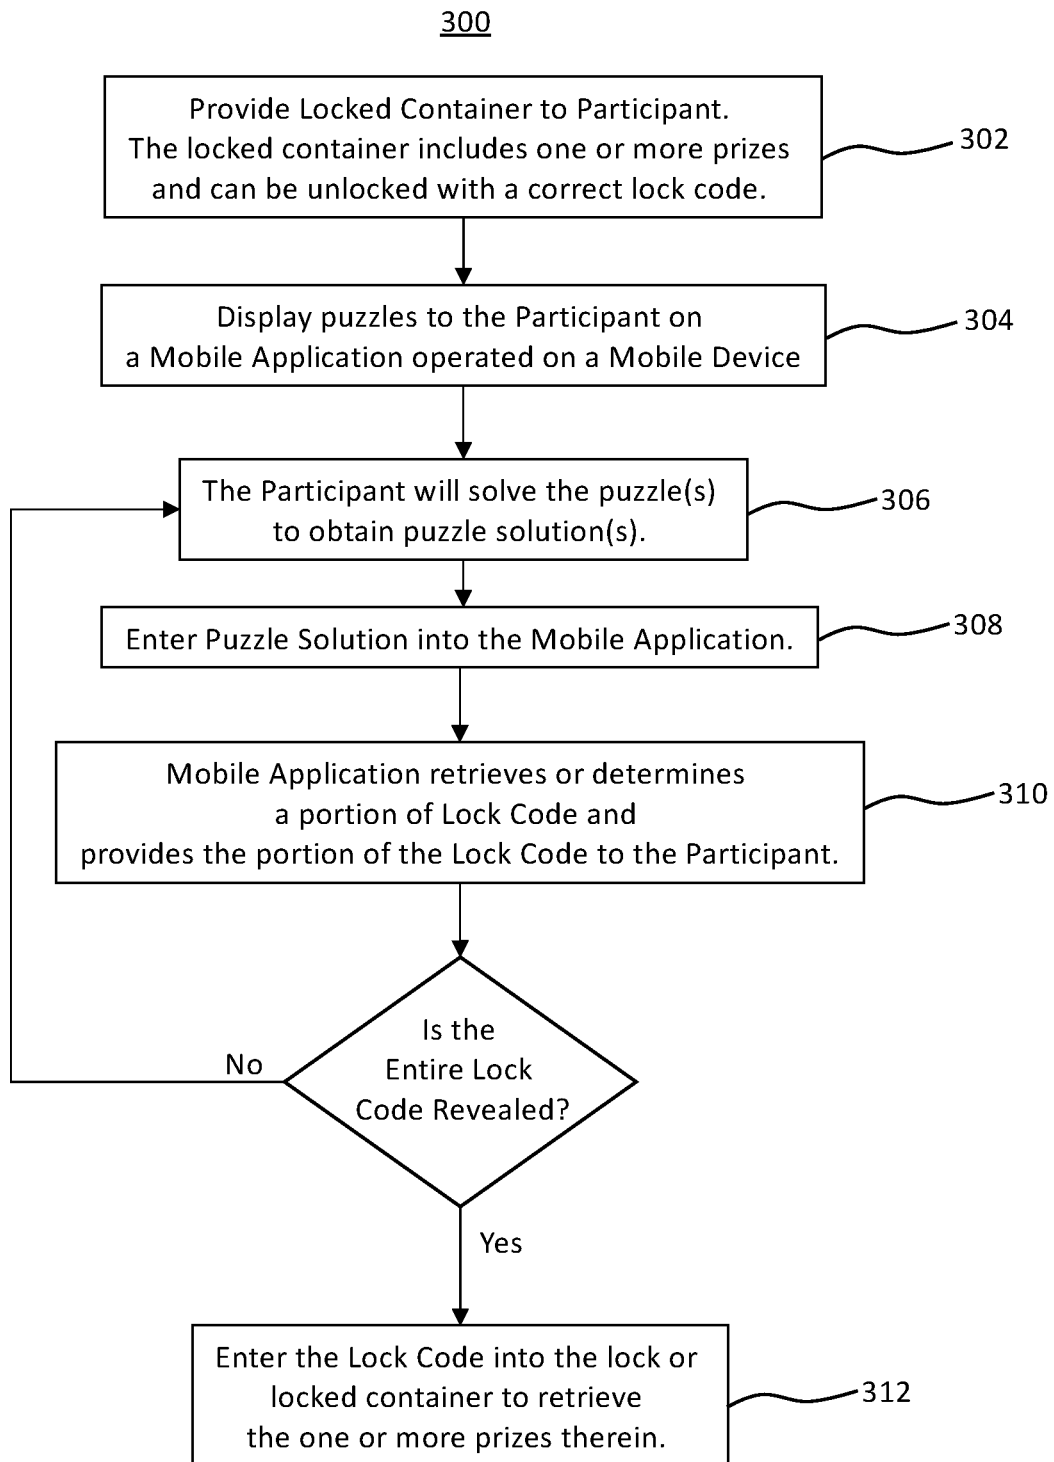 300
Provide Locked Container to Participant.
The locked container includes one or more prizes
and can be unlocked with a correct lock code.
302
Display puzzles to the Participant on
a Mobile Application operated on a Mobile Device
304
The Participant will solve the puzzle(s)
to obtain puzzle solution(s).
306
Enter Puzzle Solution into the Mobile Application.
308
Mobile Application retrieves or determines
a portion of Lock Code and
provides the portion of the Lock Code to the Participant.
310
Is the
Entire Lock
Code Revealed?
No
Yes
Enter the Lock Code into the lock or
locked container to retrieve
the one or more prizes therein.
312